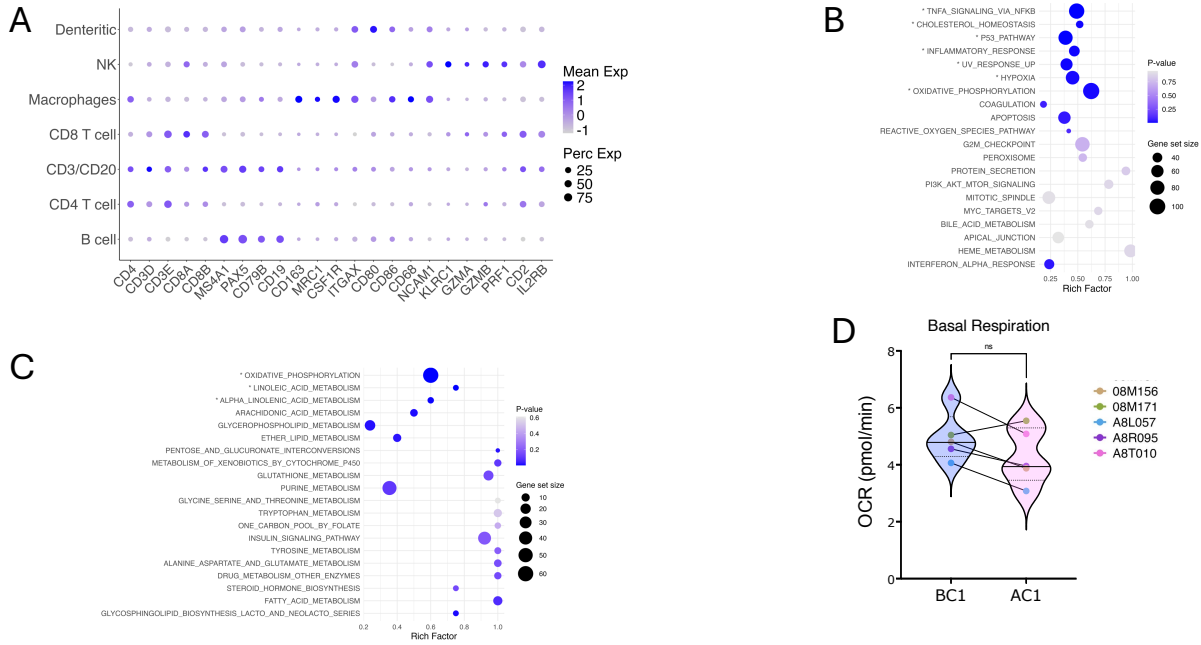 A
Denteritic
NK
Macrophages
CD8 T cell
CD3/CD20
CD4 T cell
B cell
CD4
CD3D
CD3E
CD8A
CD8B
MS4A1
PAX5
CD79B
CD19
CD163
MRC1
CSF1R
ITGAX
CD80
CD86
CD68
NCAM1
KLRC1
GZMA
GZMB
PRF1
CD2
IL2RB
Mean Exp
2
1
0
-1
Perc Exp
25
50
75
B
* TNFA_SIGNALING_VIA_NFKB
* CHOLESTEROL_HOMEOSTASIS
* P53_PATHWAY
* INFLAMMATORY_RESPONSE
* UV_RESPONSE_UP
* HYPOXIA
* OXIDATIVE_PHOSPHORYLATION
COAGULATION
APOPTOSIS
REACTIVE_OXYGEN_SPECIES_PATHWAY
G2M_CHECKPOINT
PEROXISOME
PROTEIN_SECRETION
PI3K_AKT_MTOR_SIGNALING
MITOTIC_SPINDLE
MYC_TARGETS_V2
BILE_ACID_METABOLISM
APICAL_JUNCTION
HEME_METABOLISM
INTERFERON_ALPHA_RESPONSE
0.25 0.50 0.75 1.00
Rich Factor
P-value
0.75
0.50
0.25
Gene set size
40
60
80
100
C
* OXIDATIVE_PHOSPHORYLATION
* LINOLEIC_ACID_METABOLISM
* ALPHA_LINOLENIC_ACID_METABOLISM
ARACHIDONIC_ACID_METABOLISM
GLYCEROPHOSPHOLIPID_METABOLISM
ETHER_LIPID_METABOLISM
PENTOSE_AND_GLUCURONATE_INTERCONVERSIONS
METABOLISM_OF_XENOBIOTICS_BY_CYTOCHROME_P450
GLUTATHIONE_METABOLISM
PURINE_METABOLISM
GLYCINE_SERINE_AND_THREONINE_METABOLISM
TRYPTOPHAN_METABOLISM
ONE_CARBON_POOL_BY_FOLATE
INSULIN_SIGNALING_PATHWAY
TYROSINE_METABOLISM
ALANINE_ASPARTATE_AND_GLUTAMATE_METABOLISM
DRUG_METABOLISM_OTHER_ENZYMES
STEROID_HORMONE_BIOSYNTHESIS
FATTY_ACID_METABOLISM
GLYCOSPHINGOLIPID_BIOSYNTHESIS_LACTO_AND_NEOLACTO_SERIES
0.2 0.4 0.6 0.8 1.0
Rich Factor
P-value
0.6
0.4
0.2
Gene set size
10
20
30
40
50
60
D
Basal Respiration
ns
8
6
4
2
0
OCR (pmol/min)
BC1 AC1
08M156
08M171
A8L057
A8R095
A8T010